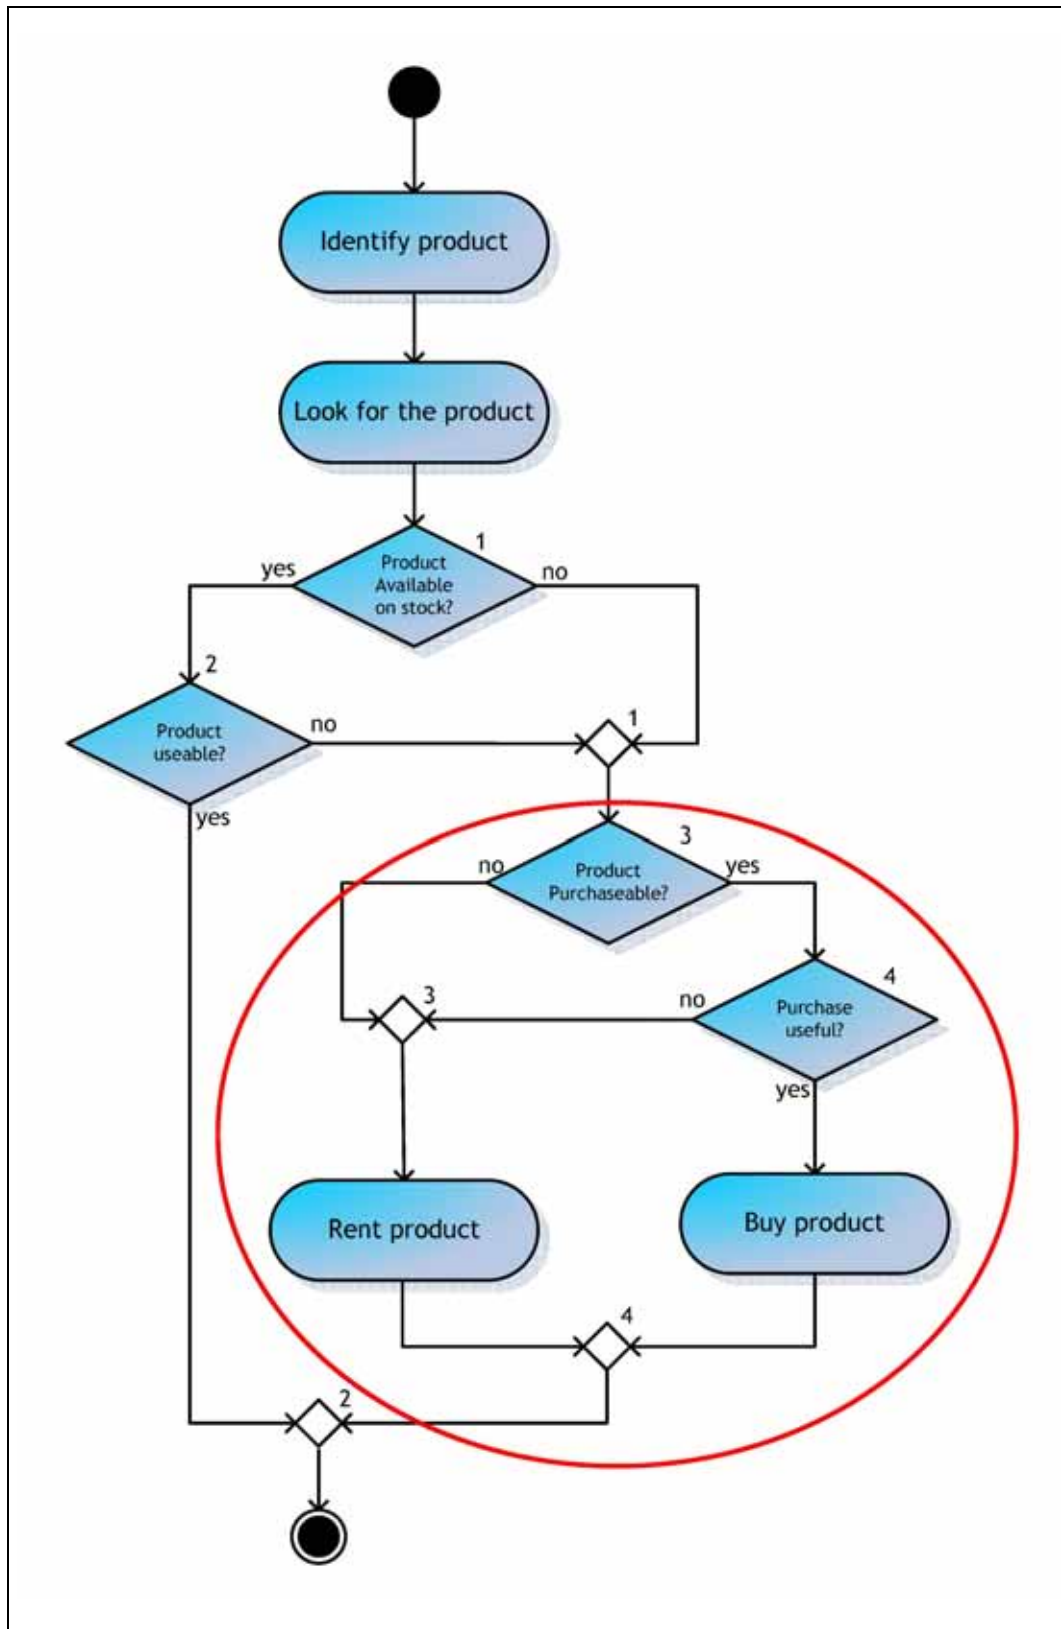 Identify product
Look for the product
1
Product
Available
on stock?
yes
no
2
Product
useable?
no
1
yes
3
Product
Purchaseable?
no
yes
4
Purchase
useful?
no
3
yes
Rent product
Buy product
4
2